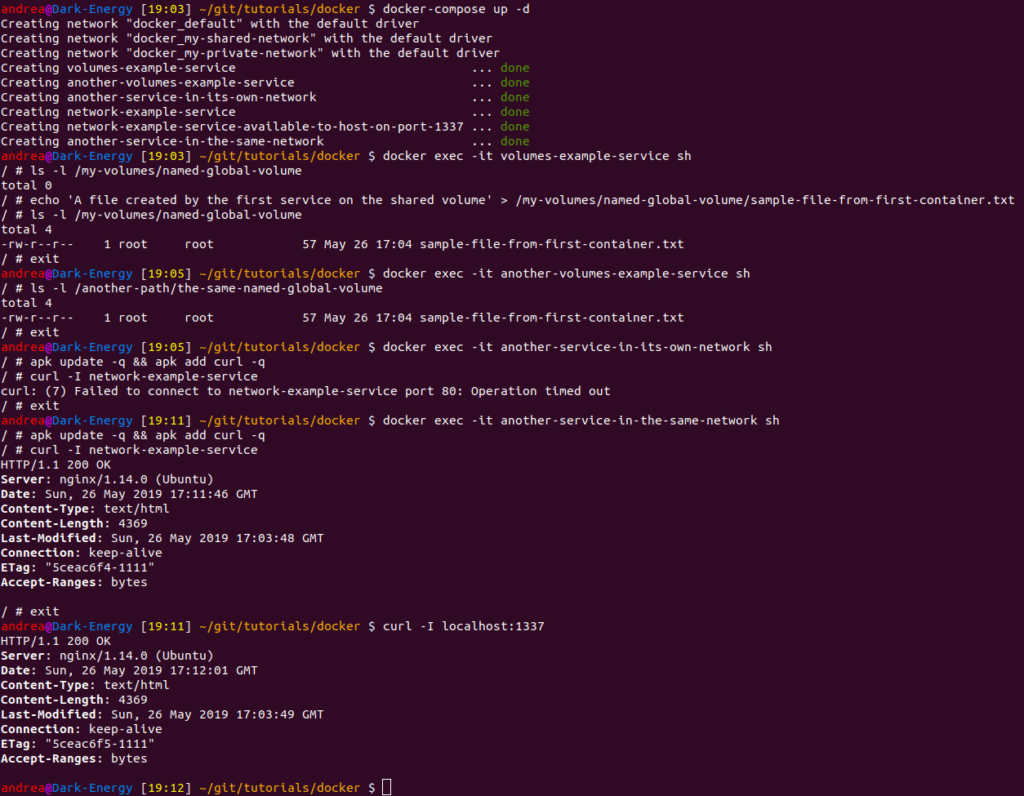 andrea@Dark-Energy [19:03] ~/git/tutorials/docker $ docker-compose up -d
Creating network "docker_default" with the default driver
Creating network "docker_my-shared-network" with the default driver
Creating network "docker_my-private-network" with the default driver
Creating volumes-example-service                                ... done
Creating another-volumes-example-service                        ... done
Creating another-service-in-its-own-network                     ... done
Creating network-example-service                                ... done
Creating network-example-service-available-to-host-on-port-1337 ... done
Creating another-service-in-the-same-network                    ... done
andrea@Dark-Energy [19:03] ~/git/tutorials/docker $ docker exec -it volumes-example-service sh
/ # ls -l /my-volumes/named-global-volume
total 0
/ # echo 'A file created by the first service on the shared volume' > /my-volumes/named-global-volume/sample-file-from-first-container.txt
/ # ls -l /my-volumes/named-global-volume
total 4
-rw-r--r--    1 root     root            57 May 26 17:04 sample-file-from-first-container.txt
/ # exit
andrea@Dark-Energy [19:05] ~/git/tutorials/docker $ docker exec -it another-volumes-example-service sh
/ # ls -l /another-path/the-same-named-global-volume
total 4
-rw-r--r--    1 root     root            57 May 26 17:04 sample-file-from-first-container.txt
/ # exit
andrea@Dark-Energy [19:05] ~/git/tutorials/docker $ docker exec -it another-service-in-its-own-network sh
/ # apk update -q && apk add curl -q
/ # curl -I network-example-service
curl: (7) Failed to connect to network-example-service port 80: Operation timed out
/ # exit
andrea@Dark-Energy [19:11] ~/git/tutorials/docker $ docker exec -it another-service-in-the-same-network sh
/ # apk update -q && apk add curl -q
/ # curl -I network-example-service
HTTP/1.1 200 OK
Server: nginx/1.14.0 (Ubuntu)
Date: Sun, 26 May 2019 17:11:46 GMT
Content-Type: text/html
Content-Length: 4369
Last-Modified: Sun, 26 May 2019 17:03:48 GMT
Connection: keep-alive
ETag: "5ceac6f4-1111"
Accept-Ranges: bytes

/ # exit
andrea@Dark-Energy [19:11] ~/git/tutorials/docker $ curl -I localhost:1337
HTTP/1.1 200 OK
Server: nginx/1.14.0 (Ubuntu)
Date: Sun, 26 May 2019 17:12:01 GMT
Content-Type: text/html
Content-Length: 4369
Last-Modified: Sun, 26 May 2019 17:03:49 GMT
Connection: keep-alive
ETag: "5ceac6f5-1111"
Accept-Ranges: bytes

andrea@Dark-Energy [19:12] ~/git/tutorials/docker $